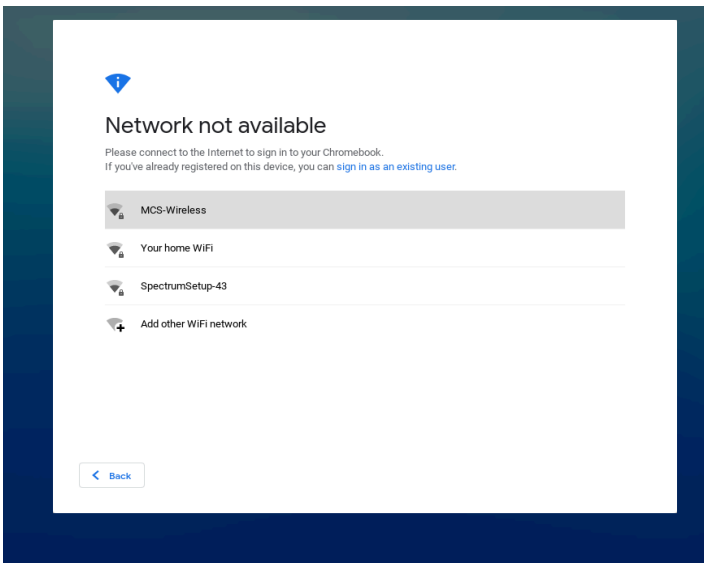 Network not available
Please connect to the Internet to sign in to your Chromebook.
If you've already registered on this device, you can sign in as an existing user.
MCS-Wireless
Your home WiFi
SpectrumSetup-43
Add other WiFi network
Back